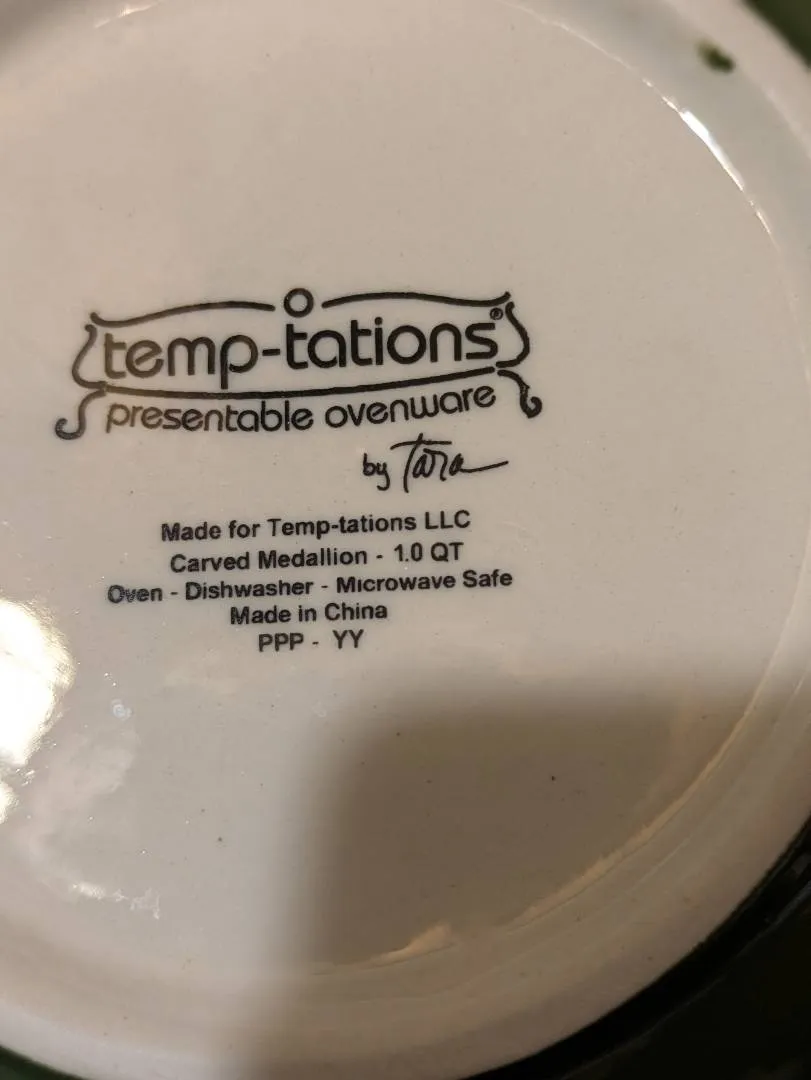 temp-tations®
presentable ovenware
by Tara
Made for Temp-tations LLC
Carved Medallion - 1.0 QT
Oven - Dishwasher - Microwave Safe
Made in China
PPP - YY